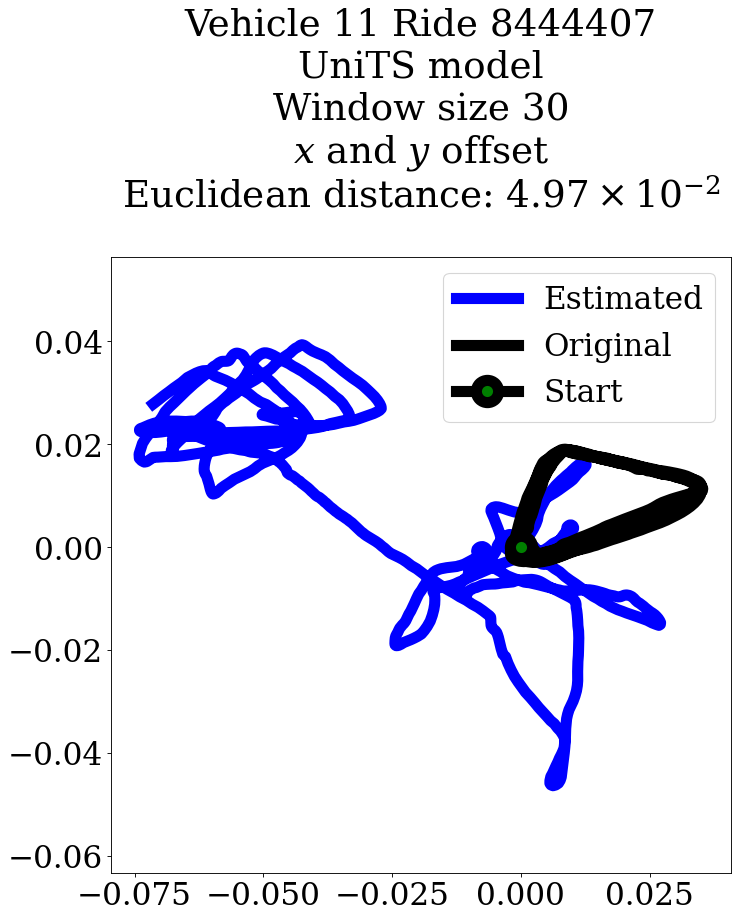 Vehicle 11 Ride 8444407
UniTS model
Window size 30
x and y offset
Euclidean distance: 4.97 × 10⁻²
Estimated
Original
Start
0.04
0.02
0.00
−0.02
−0.04
−0.06
−0.075 −0.050 −0.025 0.000 0.025